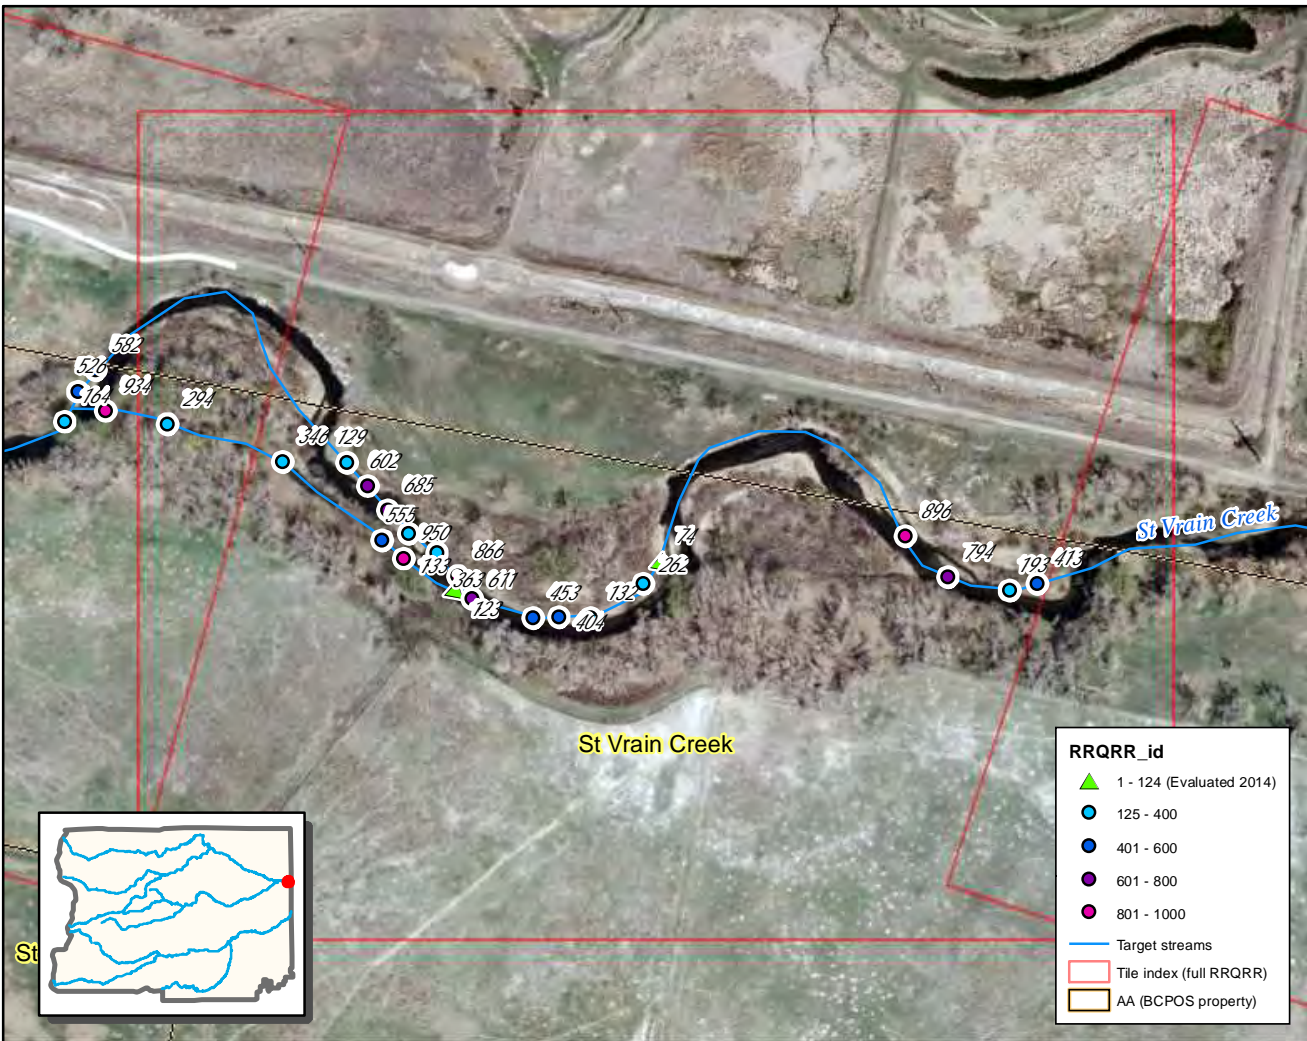 582
526
934
164
294
346
129
602
685
555
950
133
866
363
611
123
453
404
132
74
262
896
794
193
413
St Vrain Creek
St Vrain Creek
St
RRQRR_id
1 - 124 (Evaluated 2014)
125 - 400
401 - 600
601 - 800
801 - 1000
Target streams
Tile index (full RRQRR)
AA (BCPOS property)